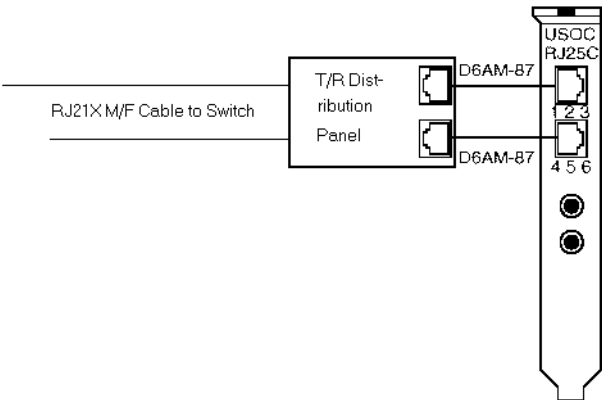 USOC
RJ25C
T/R Dist-
ribution
Panel
D6AM-87
1 2 3
RJ21X M/F Cable to Switch
D6AM-87
4 5 6